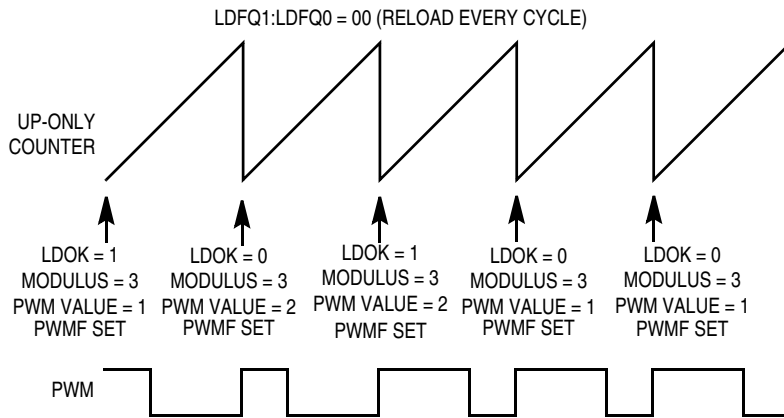 LDFQ1:LDFQ0 = 00 (RELOAD EVERY CYCLE)
UP-ONLY
COUNTER
LDOK = 1
MODULUS = 3
PWM VALUE = 1
PWMF SET
LDOK = 0
MODULUS = 3
PWM VALUE = 2
PWMF SET
LDOK = 1
MODULUS = 3
PWM VALUE = 2
PWMF SET
LDOK = 0
MODULUS = 3
PWM VALUE = 1
PWMF SET
LDOK = 0
MODULUS = 3
PWM VALUE = 1
PWMF SET
PWM